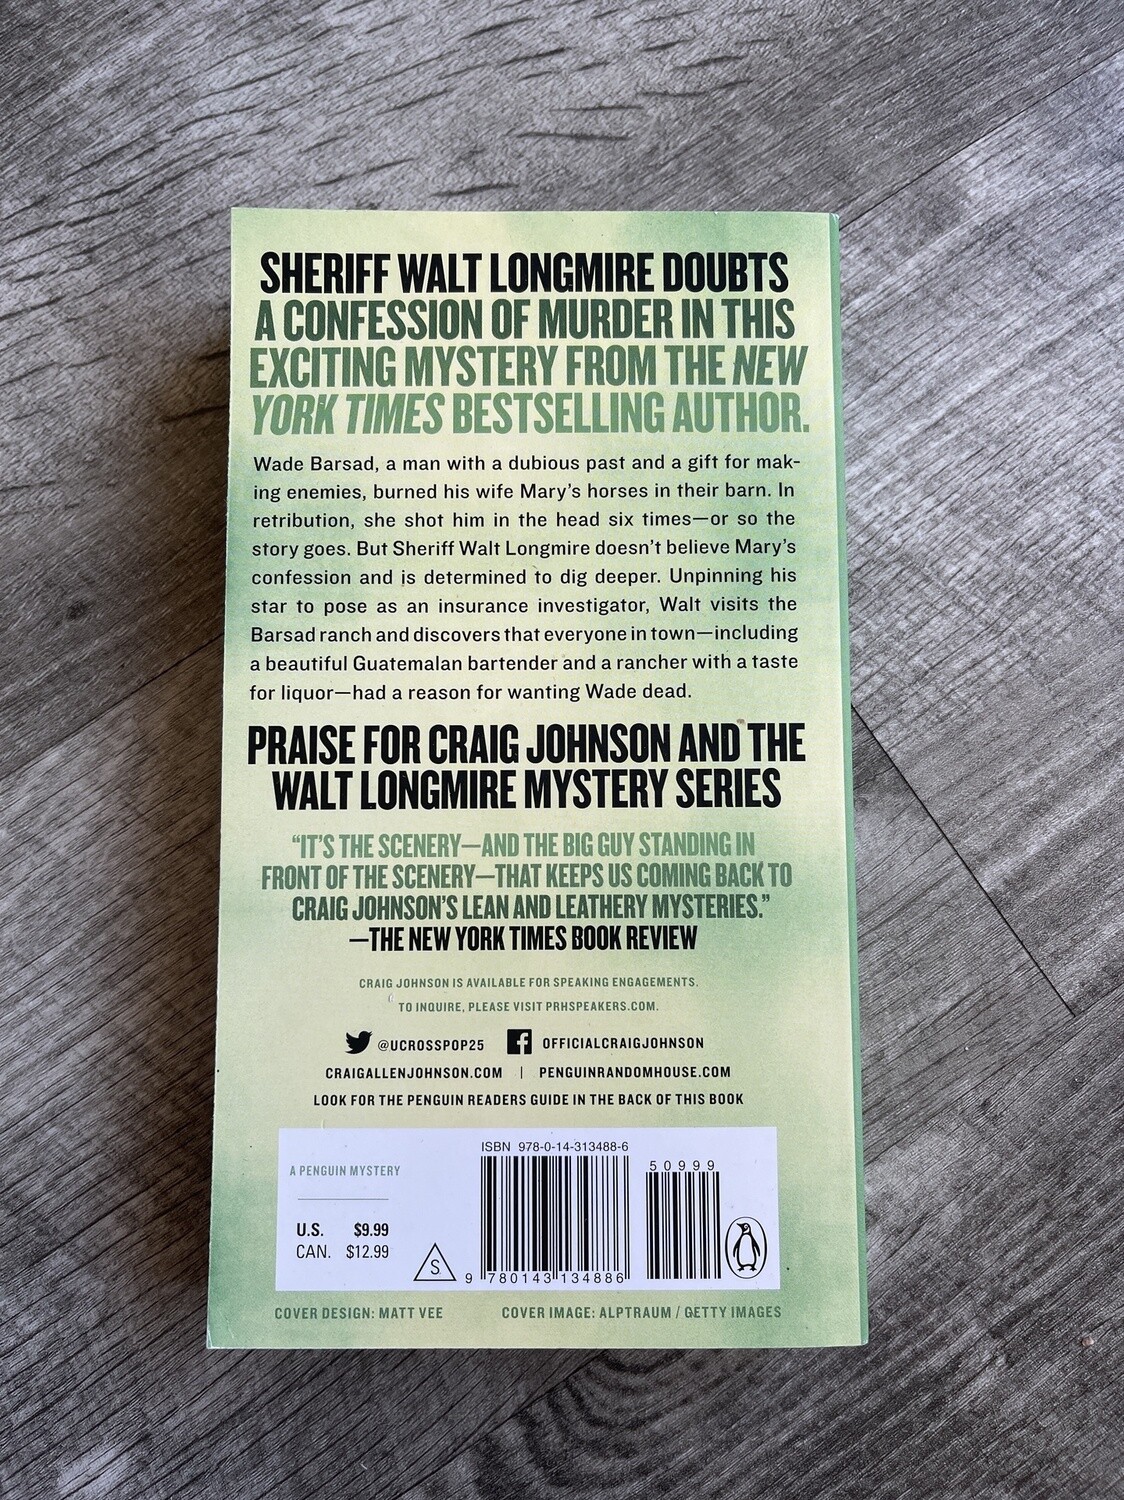 SHERIFF WALT LONGMIRE DOUBTS
A CONFESSION OF MURDER IN THIS
EXCITING MYSTERY FROM THE NEW
YORK TIMES BESTSELLING AUTHOR.
Wade Barsad, a man with a dubious past and a gift for mak-
ing enemies, burned his wife Mary's horses in their barn. In
retribution, she shot him in the head six times—or so the
story goes. But Sheriff Walt Longmire doesn't believe Mary's
confession and is determined to dig deeper. Unpinning his
star to pose as an insurance investigator, Walt visits the
Barsad ranch and discovers that everyone in town—including
a beautiful Guatemalan bartender and a rancher with a taste
for liquor—had a reason for wanting Wade dead.
PRAISE FOR CRAIG JOHNSON AND THE
WALT LONGMIRE MYSTERY SERIES
“IT'S THE SCENERY—AND THE BIG GUY STANDING IN
FRONT OF THE SCENERY—THAT KEEPS US COMING BACK TO
CRAIG JOHNSON'S LEAN AND LEATHERY MYSTERIES.”
—THE NEW YORK TIMES BOOK REVIEW
CRAIG JOHNSON IS AVAILABLE FOR SPEAKING ENGAGEMENTS.
TO INQUIRE, PLEASE VISIT PRHSPEAKERS.COM.
@UCROSSPOP25 OFFICIALCRAIGJOHNSON
CRAIGALLENJOHNSON.COM | PENGUINRANDOMHOUSE.COM
LOOK FOR THE PENGUIN READERS GUIDE IN THE BACK OF THIS BOOK
A PENGUIN MYSTERY
U.S. $9.99
CAN. $12.99
S
ISBN 978-0-14-313488-6
9 780143 134886
50999
COVER DESIGN: MATT VEE COVER IMAGE: ALPTRAUM / GETTY IMAGES